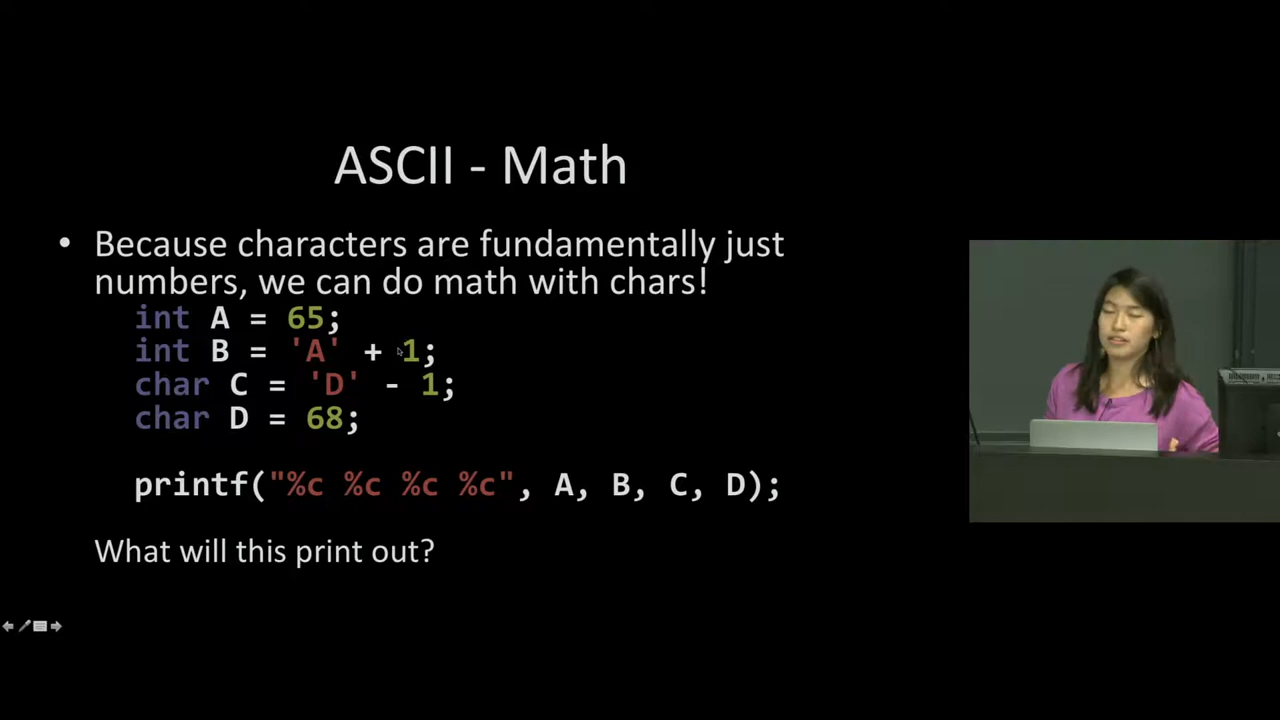 ASCII - Math
• Because characters are fundamentally just
numbers, we can do math with chars!
int A = 65;
int B = 'A' + 1;
char C = 'D' - 1;
char D = 68;
printf("%c %c %c %c", A, B, C, D);
What will this print out?